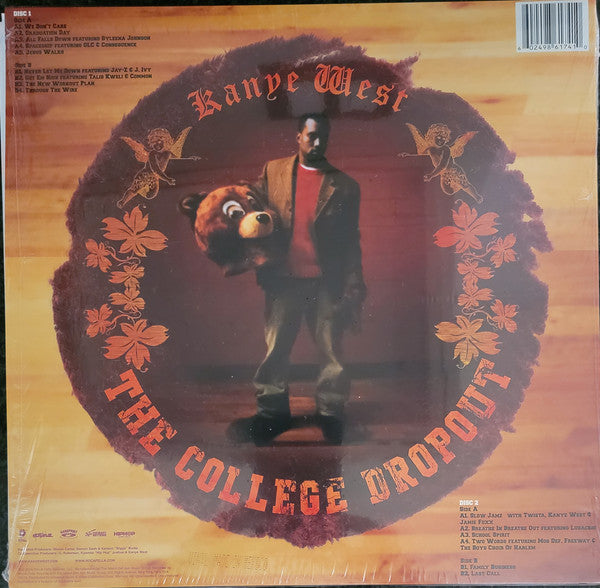 Disc 1
Side A
A1. We Don't Care
A2. Graduation Day
A3. All Falls Down featuring Syleena Johnson
A4. Spaceship featuring GLC & Consequence
A5. Jesus Walks
Side B
B1. Never Let Me Down featuring Jay-Z & J. Ivy
B2. Get Em High featuring Talib Kweli & Common
B3. The New Workout Plan
B4. Through The Wire
6 02498 61741 0
Kanye West
THE COLLEGE DROPOUT
Disc 2
Side A
A1. Slow Jamz with Twista, Kanye West &
Jamie Foxx
A2. Breathe In Breathe Out featuring Ludacris
A3. School Spirit
A4. Two Words featuring Mos Def, Freeway &
The Boys Choir Of Harlem
Side B
B1. Family Business
B2. Last Call